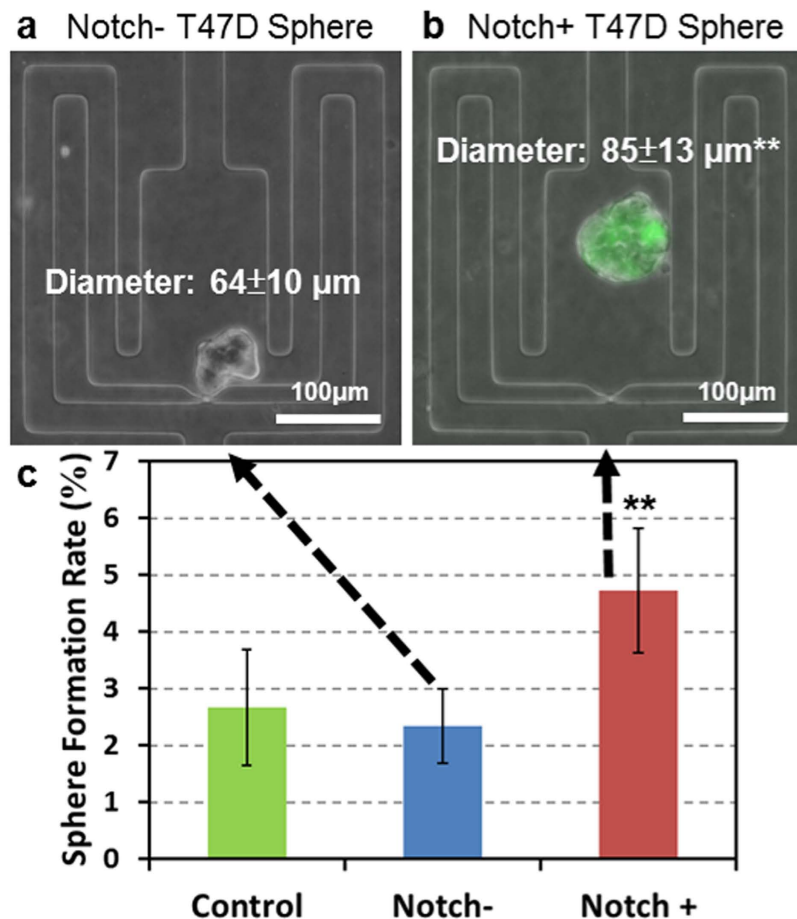 a Notch- T47D Sphere
b Notch+ T47D Sphere
Diameter: 64±10 µm
100µm
Diameter: 85±13 µm**
100µm
c
Sphere Formation Rate (%)
7
6
5
4
3
2
1
0
**
Control Notch- Notch +